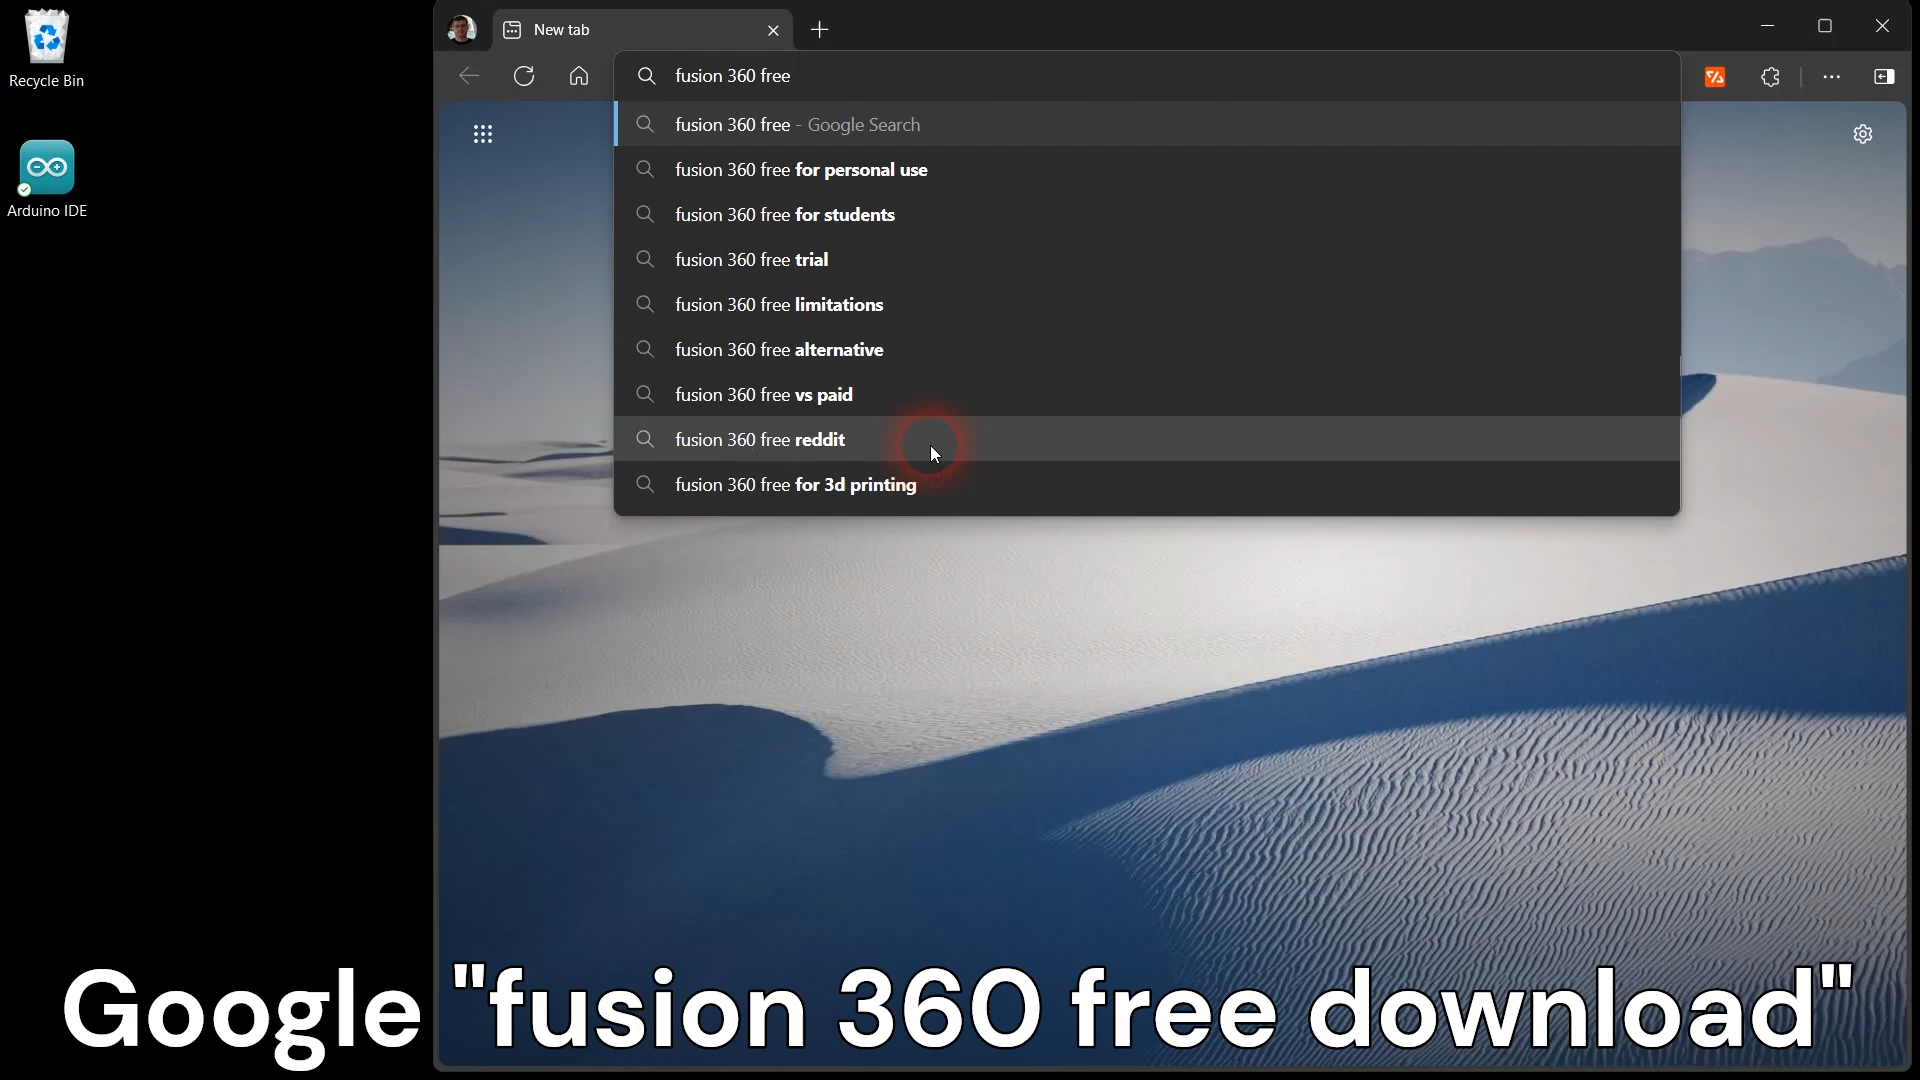 Recycle Bin
Arduino IDE
New tab
fusion 360 free
fusion 360 free - Google Search
fusion 360 free for personal use
fusion 360 free for students
fusion 360 free trial
fusion 360 free limitations
fusion 360 free alternative
fusion 360 free vs paid
fusion 360 free reddit
fusion 360 free for 3d printing
Google "fusion 360 free download"